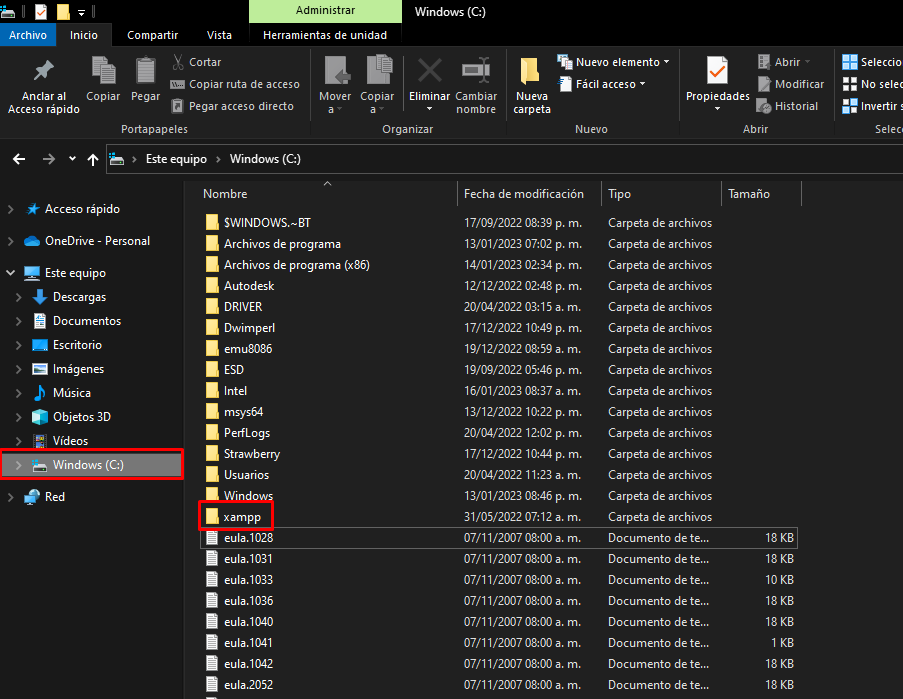 Administrar
Windows (C:)
Archivo
Inicio
Compartir
Vista
Herramientas de unidad
Anclar al
Acceso rápido
Copiar
Pegar
Cortar
Copiar ruta de acceso
Pegar acceso directo
Portapapeles
Mover
a
Copiar
a
Eliminar
Cambiar
nombre
Organizar
Nueva
carpeta
Nuevo elemento
Fácil acceso
Nuevo
Propiedades
Abrir
Modificar
Historial
Abrir
Seleccio
No selec
Invertir s
Selec
Este equipo
Windows (C:)
Acceso rápido
OneDrive - Personal
Este equipo
Descargas
Documentos
Escritorio
Imágenes
Música
Objetos 3D
Vídeos
Windows (C:)
Red
Nombre Fecha de modificación Tipo Tamaño
$WINDOWS.~BT 17/09/2022 08:39 p. m. Carpeta de archivos
Archivos de programa 13/01/2023 07:02 p. m. Carpeta de archivos
Archivos de programa (x86) 14/01/2023 02:34 p. m. Carpeta de archivos
Autodesk 12/12/2022 02:48 p. m. Carpeta de archivos
DRIVER 20/04/2022 03:15 a. m. Carpeta de archivos
Dwimperl 17/12/2022 10:49 p. m. Carpeta de archivos
emu8086 19/12/2022 08:59 a. m. Carpeta de archivos
ESD 19/09/2022 05:46 p. m. Carpeta de archivos
Intel 16/01/2023 08:37 a. m. Carpeta de archivos
msys64 13/12/2022 10:22 p. m. Carpeta de archivos
PerfLogs 20/04/2022 12:02 p. m. Carpeta de archivos
Strawberry 17/12/2022 10:44 p. m. Carpeta de archivos
Usuarios 20/04/2022 11:23 a. m. Carpeta de archivos
Windows 13/01/2023 08:46 p. m. Carpeta de archivos
xampp 31/05/2022 07:12 a. m. Carpeta de archivos
eula.1028 07/11/2007 08:00 a. m. Documento de te... 18 KB
eula.1031 07/11/2007 08:00 a. m. Documento de te... 18 KB
eula.1033 07/11/2007 08:00 a. m. Documento de te... 10 KB
eula.1036 07/11/2007 08:00 a. m. Documento de te... 18 KB
eula.1040 07/11/2007 08:00 a. m. Documento de te... 18 KB
eula.1041 07/11/2007 08:00 a. m. Documento de te... 1 KB
eula.1042 07/11/2007 08:00 a. m. Documento de te... 18 KB
eula.2052 07/11/2007 08:00 a. m. Documento de te... 18 KB